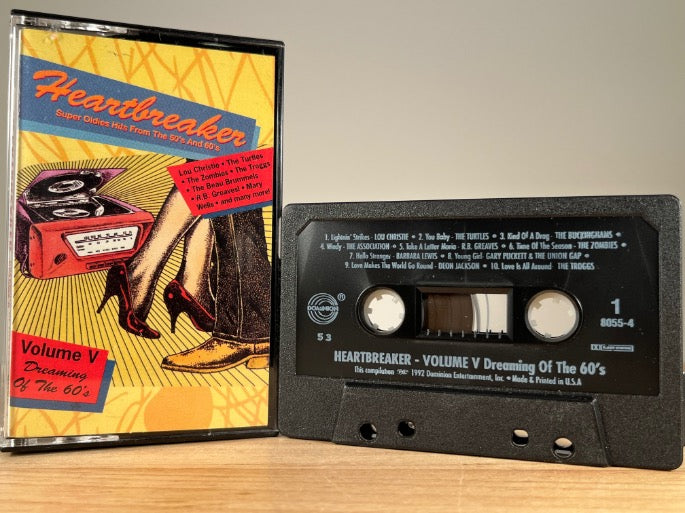 Heartbreaker
Super Oldies Hits From The 50's And 60's
Lou Christie • The Turtles
• The Zombies • The Troggs
• The Beau Brummels
• R.B. Greaves! • Mary
Wells • and many more!
Volume V
Dreaming
Of The 60's
1. Lightnin' Strikes - LOU CHRISTIE • 2. You Baby - THE TURTLES • 3. Kind Of A Drag - THE BUCKINGHAMS •
4. Windy - THE ASSOCIATION • 5. Take A Letter Maria - R.B. GREAVES • 6. Time Of The Season - THE ZOMBIES •
7. Hello Stranger - BARBARA LEWIS • 8. Young Girl - GARY PUCKETT & THE UNION GAP •
9. Love Makes The World Go Round - DEON JACKSON • 10. Love Is All Around - THE TROGGS
DOMINION ®
53
1
8055-4
HEARTBREAKER - VOLUME V Dreaming Of The 60's
This compilation ℗© 1992 Dominion Entertainment, Inc. • Made & Printed in U.S.A